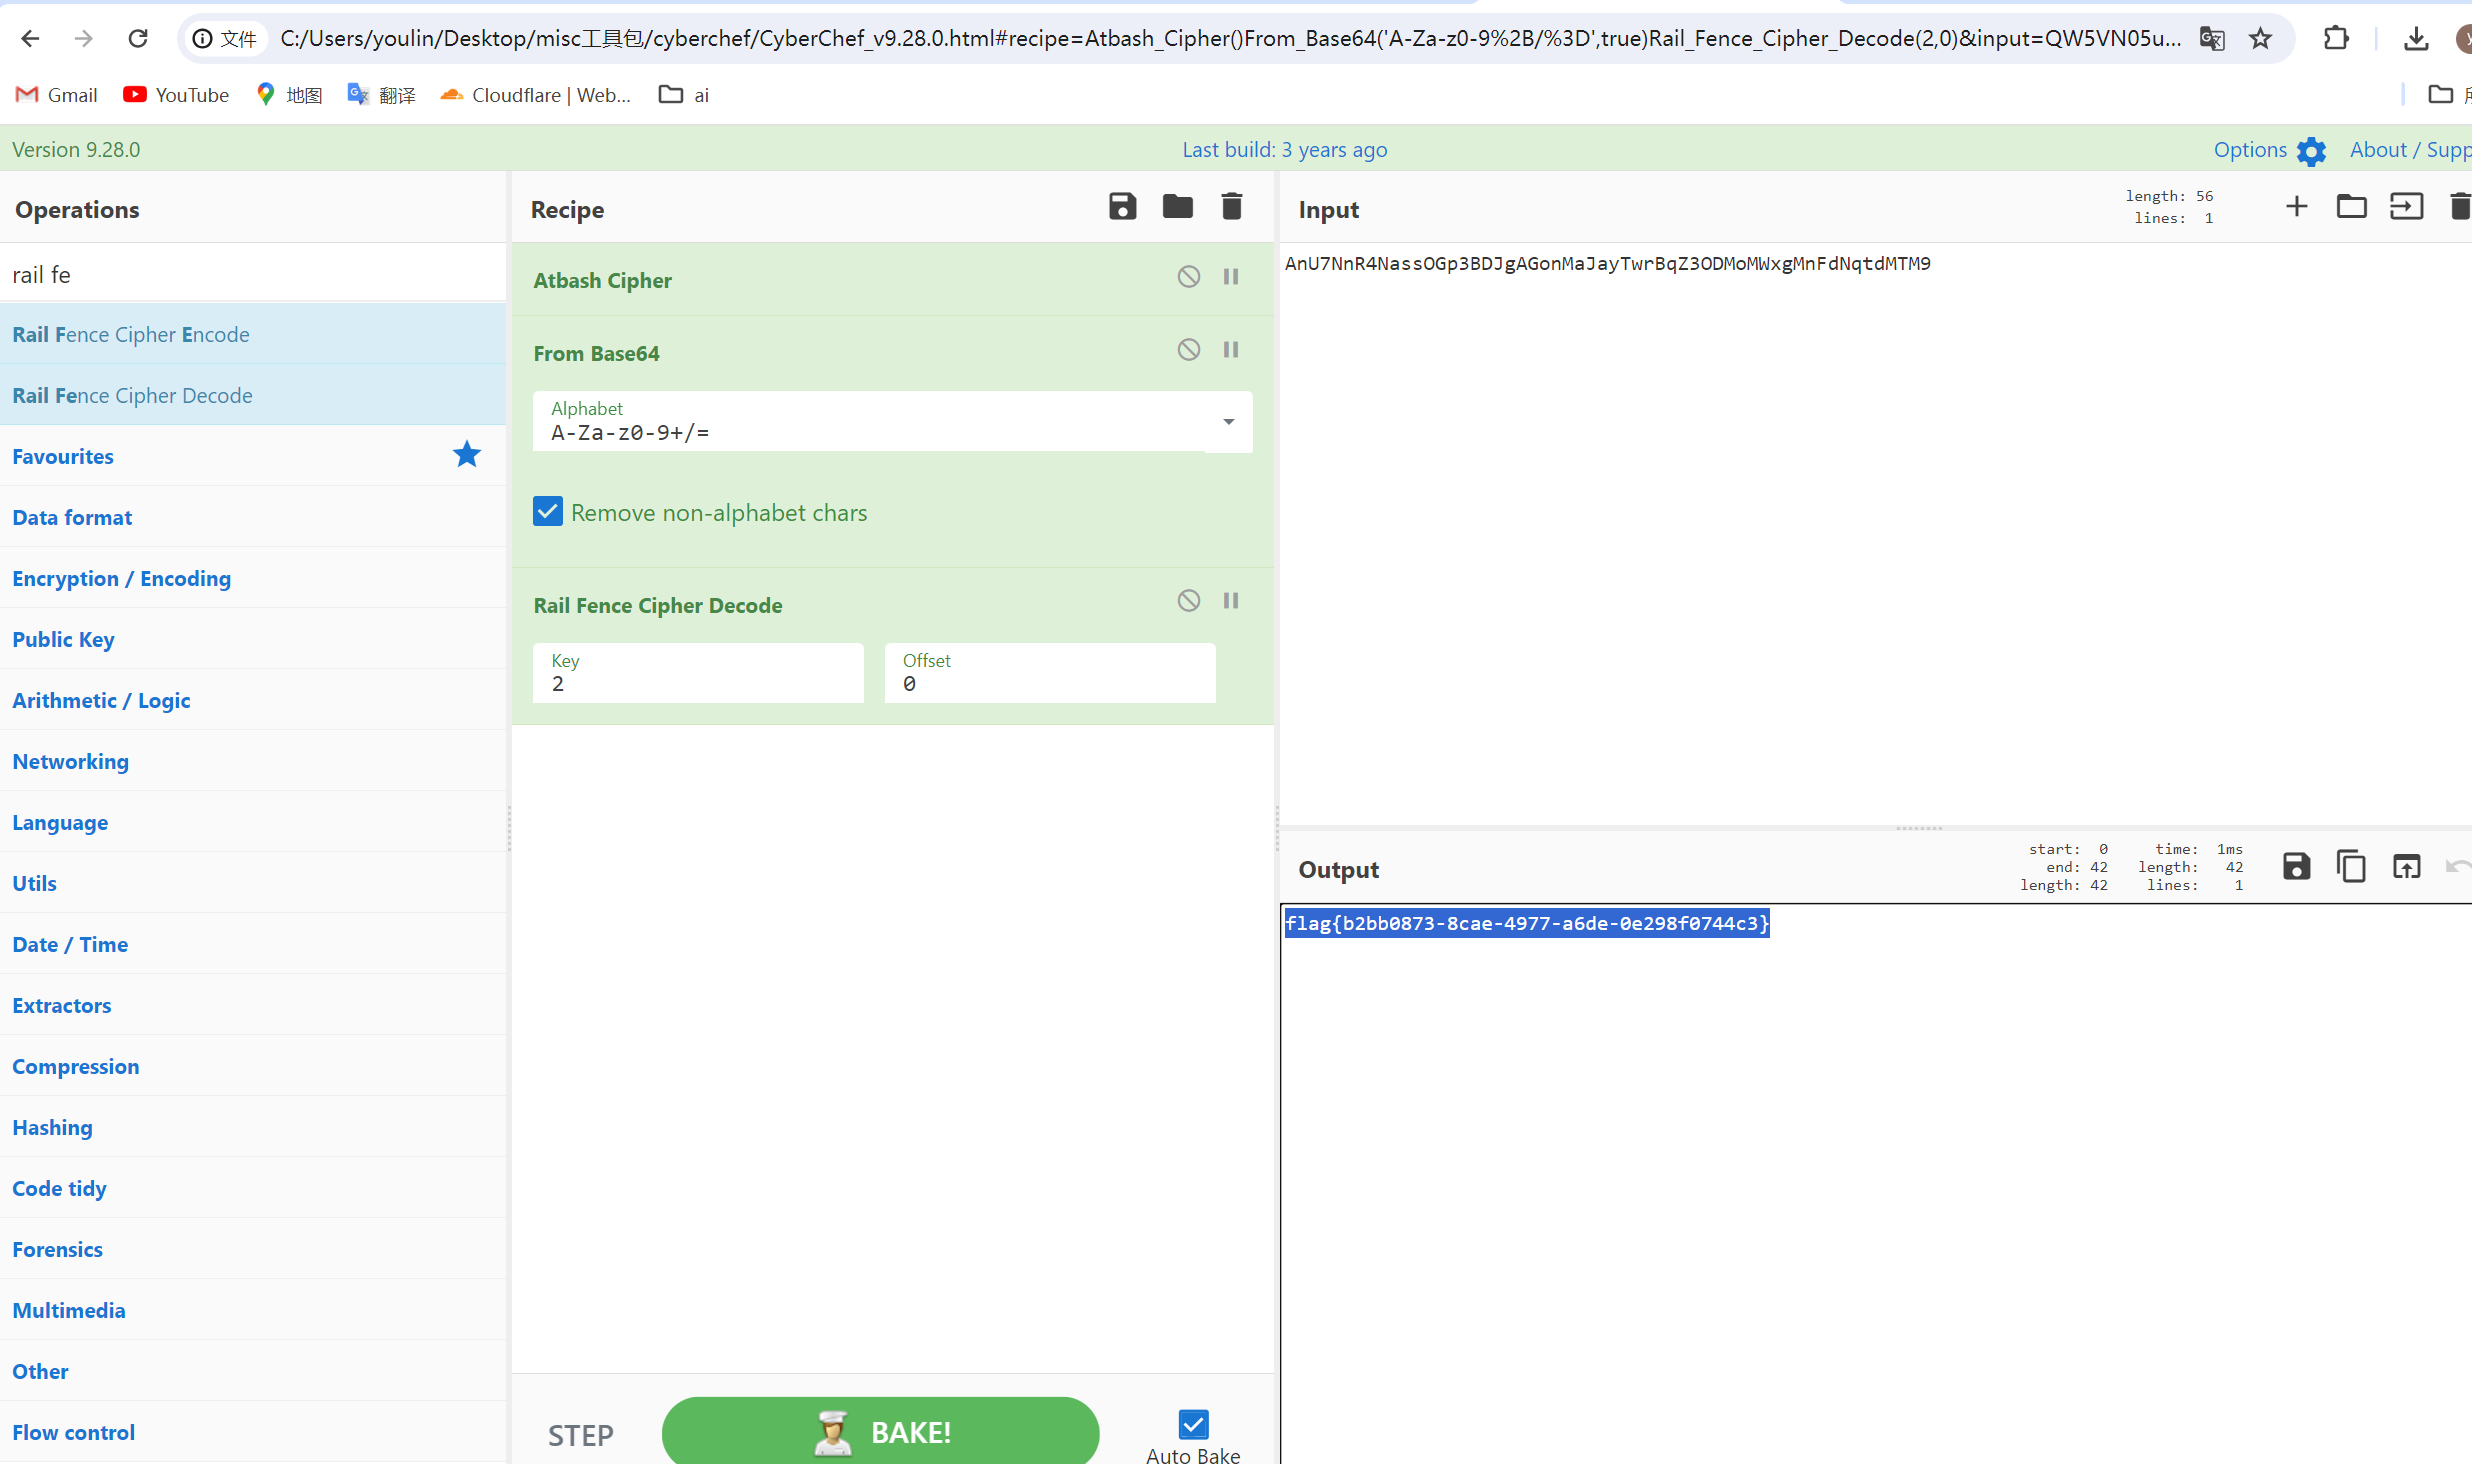 文件 C:/Users/youlin/Desktop/misc工具包/cyberchef/CyberChef_v9.28.0.html#recipe=Atbash_Cipher()From_Base64('A-Za-z0-9%2B/%3D',true)Rail_Fence_Cipher_Decode(2,0)&input=QW5VN05u...
Gmail YouTube 地图 翻译 Cloudflare | Web... ai
Version 9.28.0 Last build: 3 years ago Options About / Supp
Operations
rail fe
Rail Fence Cipher Encode
Rail Fence Cipher Decode
Favourites
Data format
Encryption / Encoding
Public Key
Arithmetic / Logic
Networking
Language
Utils
Date / Time
Extractors
Compression
Hashing
Code tidy
Forensics
Multimedia
Other
Flow control
Recipe
Atbash Cipher
From Base64
Alphabet
A-Za-z0-9+/=
Remove non-alphabet chars
Rail Fence Cipher Decode
Key Offset
2 0
STEP BAKE!
Auto Bake
Input
length: 56
lines: 1
AnU7NnR4NassOGp3BDJgAGonMaJayTwrBqZ3ODMoMWxgMnFdNqtdMTM9
Output
start: 0 time: 1ms
end: 42 length: 42
length: 42 lines: 1
flag{b2bb0873-8cae-4977-a6de-0e298f0744c3}